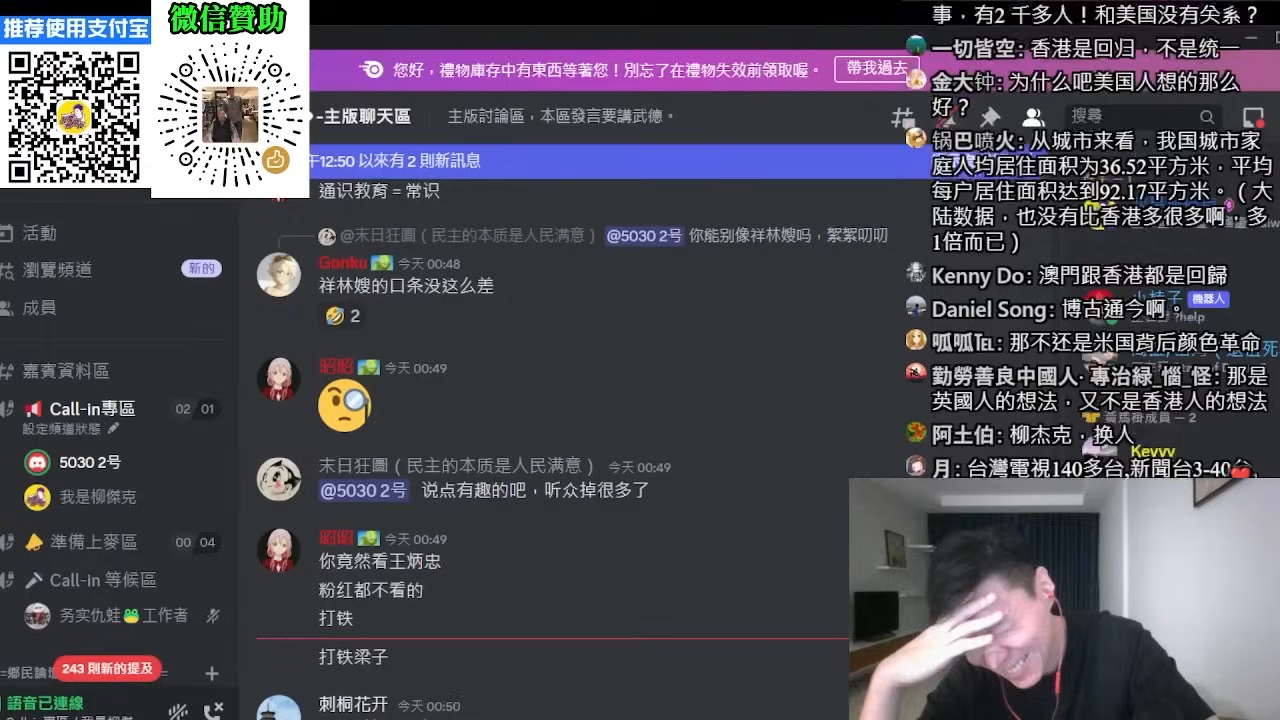 推荐使用支付宝
微信贊助
您好，禮物庫存中有東西等著您！別忘了在禮物失效前領取喔。
帶我過去
-主版聊天區
主版討論區，本區發言要講武德。
搜尋
午12:50 以來有 2 則新訊息
通识教育 = 常识
@末日狂圖（民主的本质是人民满意）
@5030 2号 你能别像祥林嫂吗，絮絮叨叨
Gonku 今天 00:48
祥林嫂的口条没这么差
🤣 2
昭昭 今天 00:49
🧐
末日狂圖（民主的本质是人民满意） 今天 00:49
@5030 2号 说点有趣的吧，听众掉很多了
昭昭 今天 00:49
你竟然看王炳忠
粉红都不看的
打铁
打铁梁子
刺桐花开 今天 00:50
活動
瀏覽頻道
新的
成員
嘉賓資料區
Call-in專區
02 01
設定頻道狀態
5030 2号
我是柳傑克
準備上麥區
00 04
Call-in 等候區
务实仇蛙🐸工作者
243 則新的提及
語音已連線
事，有2 千多人！和美国没有关系？
一切皆空: 香港是回归，不是统一
金大钟: 为什么吧美国人想的那么
好？
锅巴喷火: 从城市来看，我国城市家
庭人均居住面积为36.52平方米，平均
每户居住面积达到92.17平方米。（大
陆数据，也没有比香港多很多啊，多
1倍而已）
Kenny Do: 澳門跟香港都是回歸
機器人
Daniel Song: 博古通今啊。
?help
呱呱TEL: 那不还是米国背后颜色革命
勤勞善良中國人· 專治緑_惱_怪: 那是
英國人的想法，又不是香港人的想法
黃馬褂成員 – 2
阿土伯: 柳杰克，换人
Kevvv
月: 台灣電視140多台,新聞台3-40台,